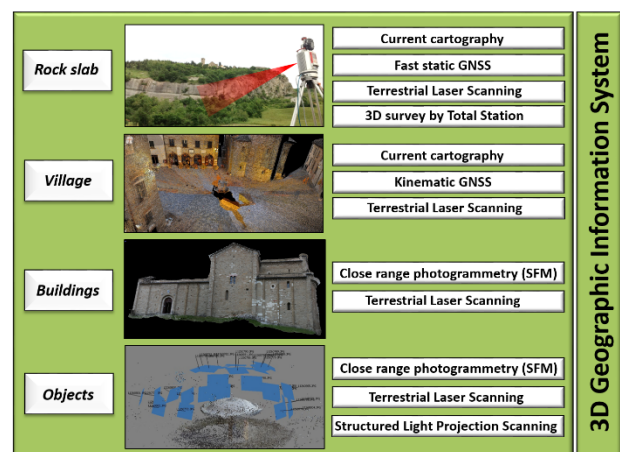 Rock slab
Current cartography
Fast static GNSS
Terrestrial Laser Scanning
3D survey by Total Station
Village
Current cartography
Kinematic GNSS
Terrestrial Laser Scanning
Buildings
Close range photogrammetry (SFM)
Terrestrial Laser Scanning
Objects
Close range photogrammetry (SFM)
Terrestrial Laser Scanning
Structured Light Projection Scanning
3D Geographic Information System